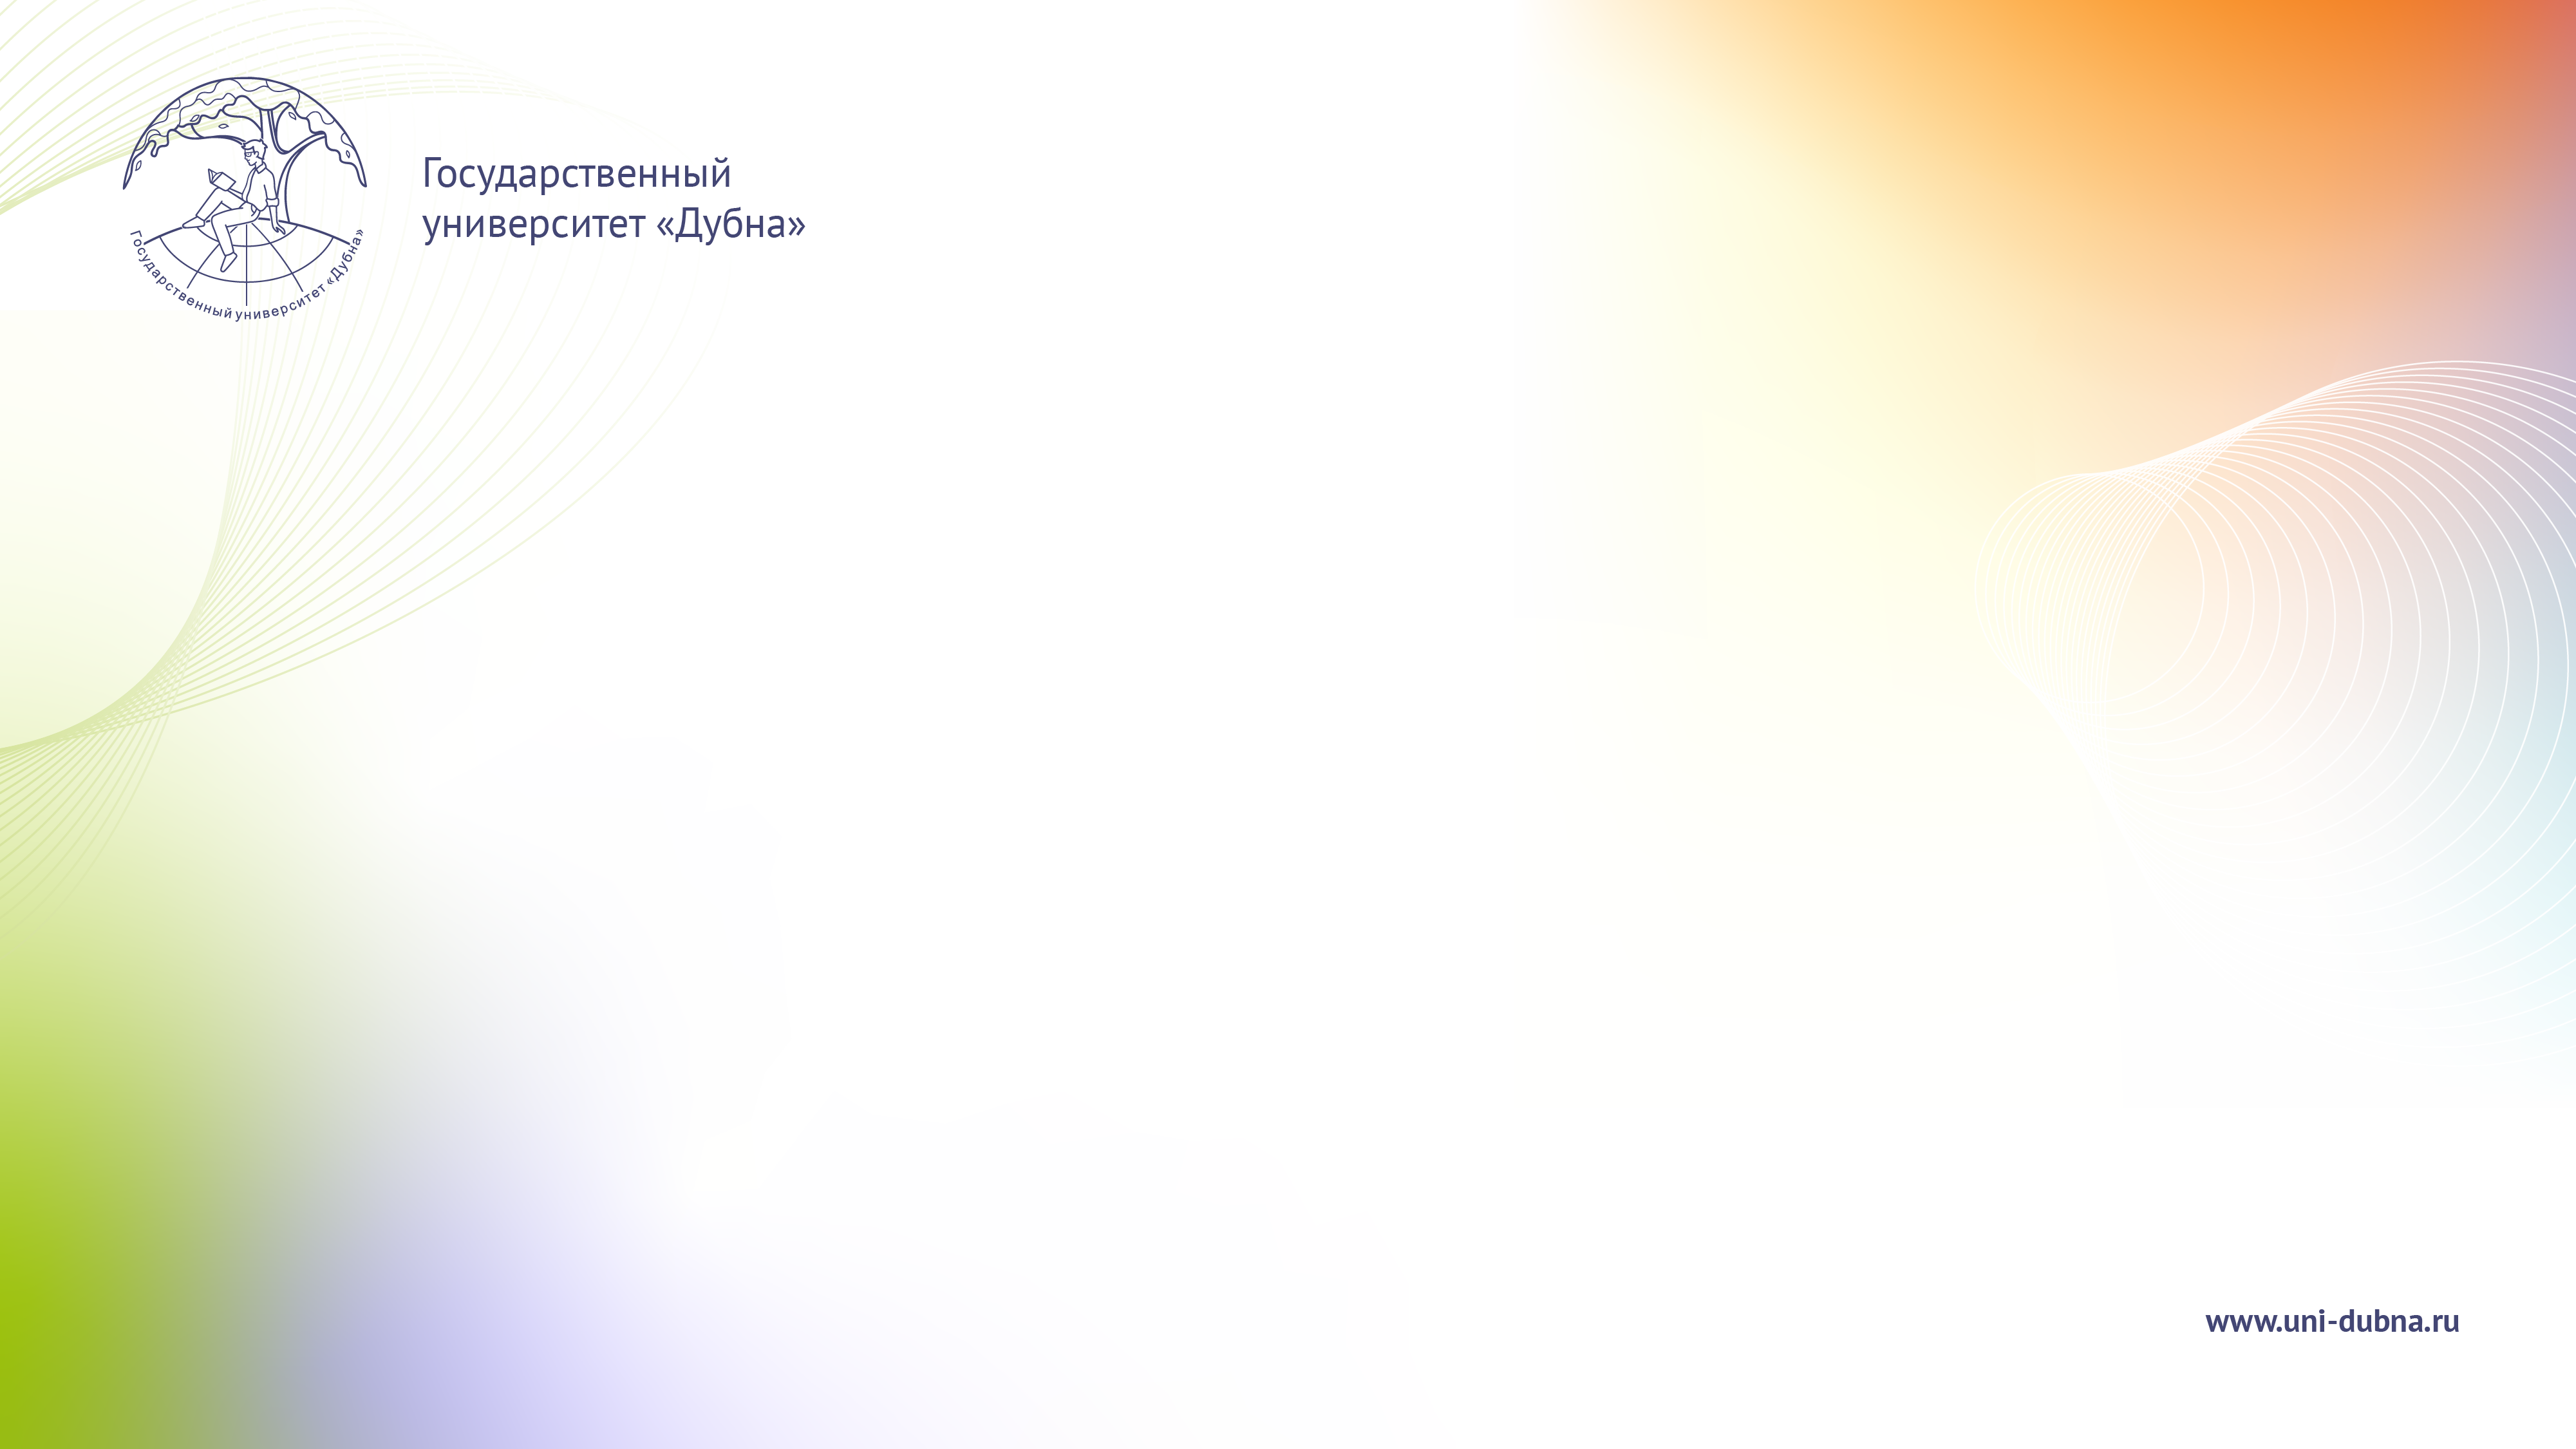 Государственный
университет «Дубна»
Государственный университет «Дубна»
www.uni-dubna.ru